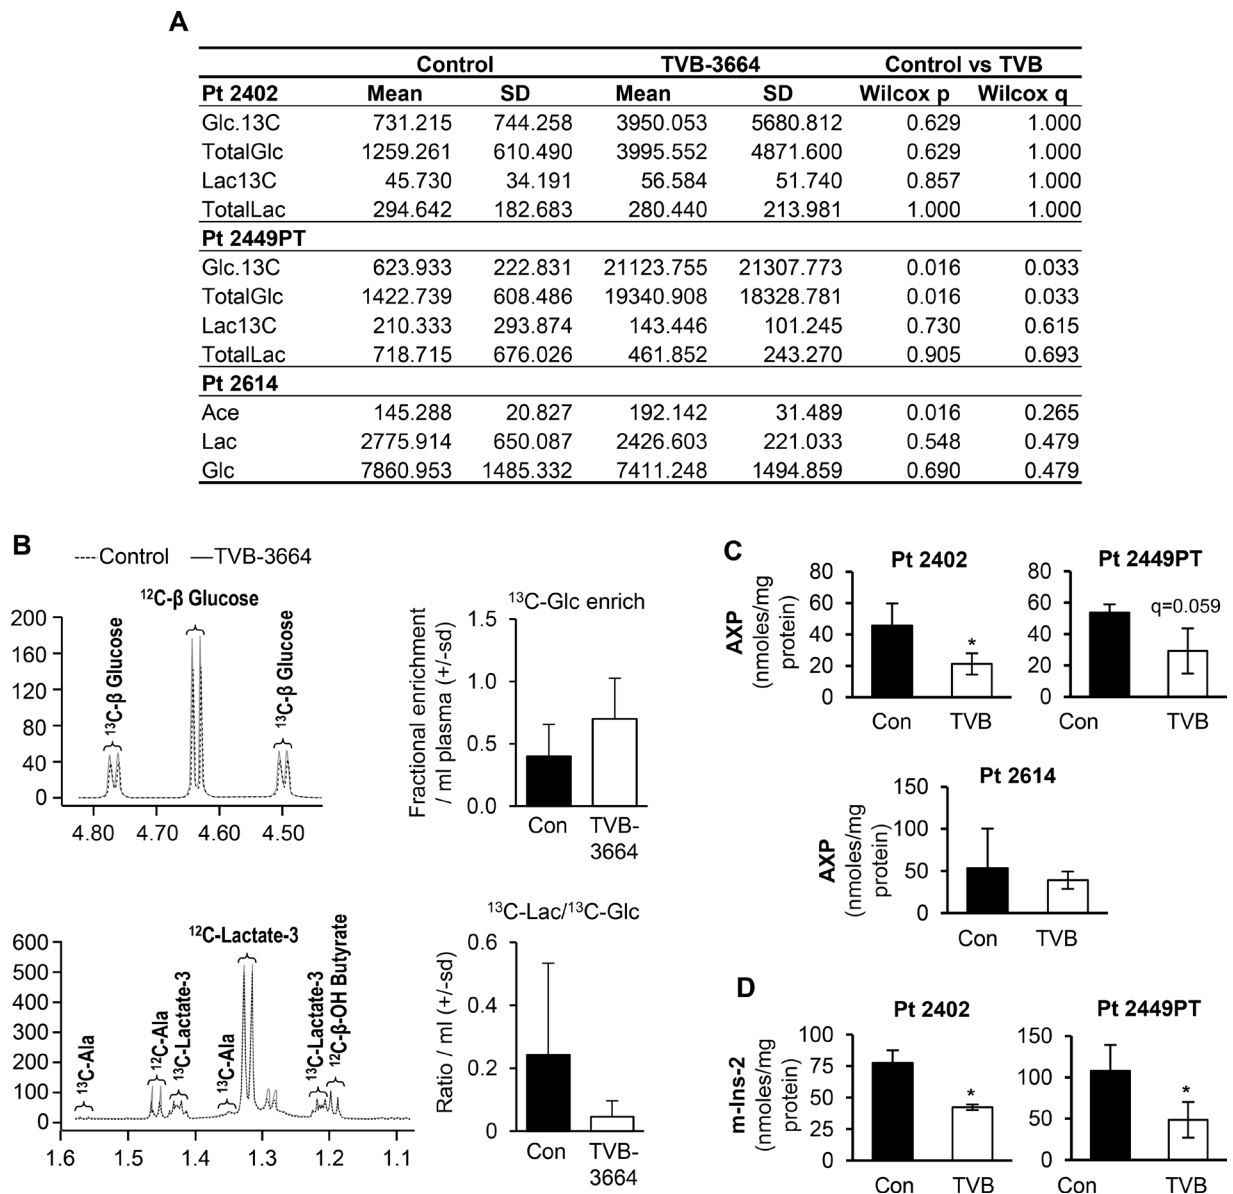 A
Control TVB-3664 Control vs TVB
Pt 2402 Mean SD Mean SD Wilcox p Wilcox q
Glc.13C 731.215 744.258 3950.053 5680.812 0.629 1.000
TotalGlc 1259.261 610.490 3995.552 4871.600 0.629 1.000
Lac13C 45.730 34.191 56.584 51.740 0.857 1.000
TotalLac 294.642 182.683 280.440 213.981 1.000 1.000
Pt 2449PT
Glc.13C 623.933 222.831 21123.755 21307.773 0.016 0.033
TotalGlc 1422.739 608.486 19340.908 18328.781 0.016 0.033
Lac13C 210.333 293.874 143.446 101.245 0.730 0.615
TotalLac 718.715 676.026 461.852 243.270 0.905 0.693
Pt 2614
Ace 145.288 20.827 192.142 31.489 0.016 0.265
Lac 2775.914 650.087 2426.603 221.033 0.548 0.479
Glc 7860.953 1485.332 7411.248 1494.859 0.690 0.479
B
Control TVB-3664
¹²C-β Glucose
¹³C-β Glucose
¹³C-β Glucose
200
160
120
80
40
0
4.80 4.70 4.60 4.50
¹³C-Glc enrich
Fractional enrichment
/ ml plasma (+/-sd)
1.5
1.0
0.5
0.0
Con TVB-
3664
¹²C-Lactate-3
¹³C-Ala
¹²C-Ala
¹³C-Lactate-3
¹³C-Ala
¹³C-Lactate-3
¹²C-β-OH Butyrate
600
500
400
300
200
100
0
1.6 1.5 1.4 1.3 1.2 1.1
¹³C-Lac/¹³C-Glc
Ratio / ml (+/-sd)
0.6
0.4
0.2
0
Con TVB-
3664
C
Pt 2402
AXP
(nmoles/mg
protein)
80
60
40
20
0
*
Con TVB
Pt 2449PT
80
60
40
20
0
q=0.059
Con TVB
Pt 2614
AXP
(nmoles/mg
protein)
150
100
50
0
Con TVB
D
Pt 2402
m-Ins-2
(nmoles/mg
protein)
100
75
50
25
0
*
Con TVB
Pt 2449PT
150
100
50
0
*
Con TVB